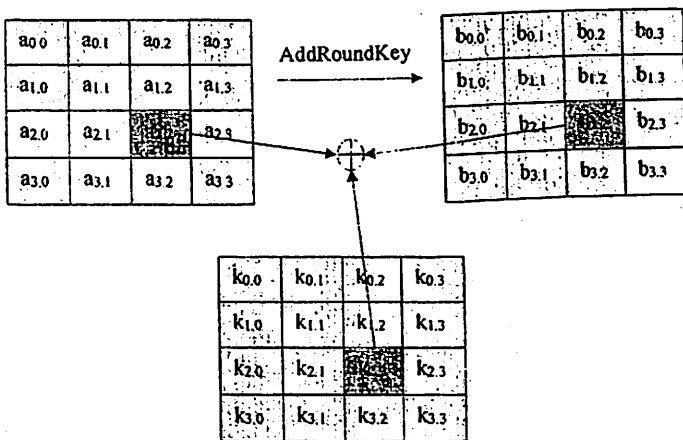 a0.0 a0.1 a0.2 a0.3
a1.0 a1.1 a1.2 a1.3
a2.0 a2.1 a2.3
a3.0 a3.1 a3.2 a3.3
AddRoundKey
b0.0 b0.1 b0.2 b0.3
b1.0 b1.1 b1.2 b1.3
b2.0 b2.1 b2.3
b3.0 b3.1 b3.2 b3.3
k0.0 k0.1 k0.2 k0.3
k1.0 k1.1 k1.2 k1.3
k2.0 k2.1 k2.3
k3.0 k3.1 k3.2 k3.3